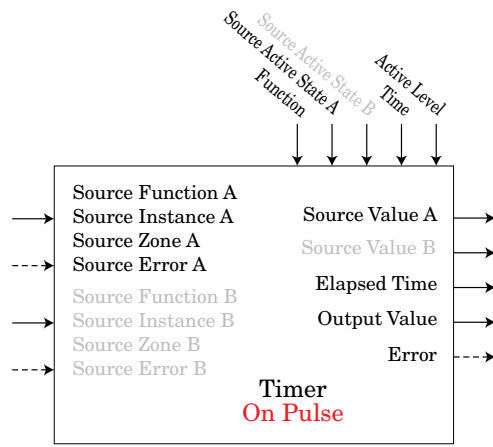 Function
Source Active State A
Source Active State B
Time
Active Level
Source Function A
Source Instance A
Source Zone A
Source Error A
Source Function B
Source Instance B
Source Zone B
Source Error B
Source Value A
Source Value B
Elapsed Time
Output Value
Error
Timer
On Pulse